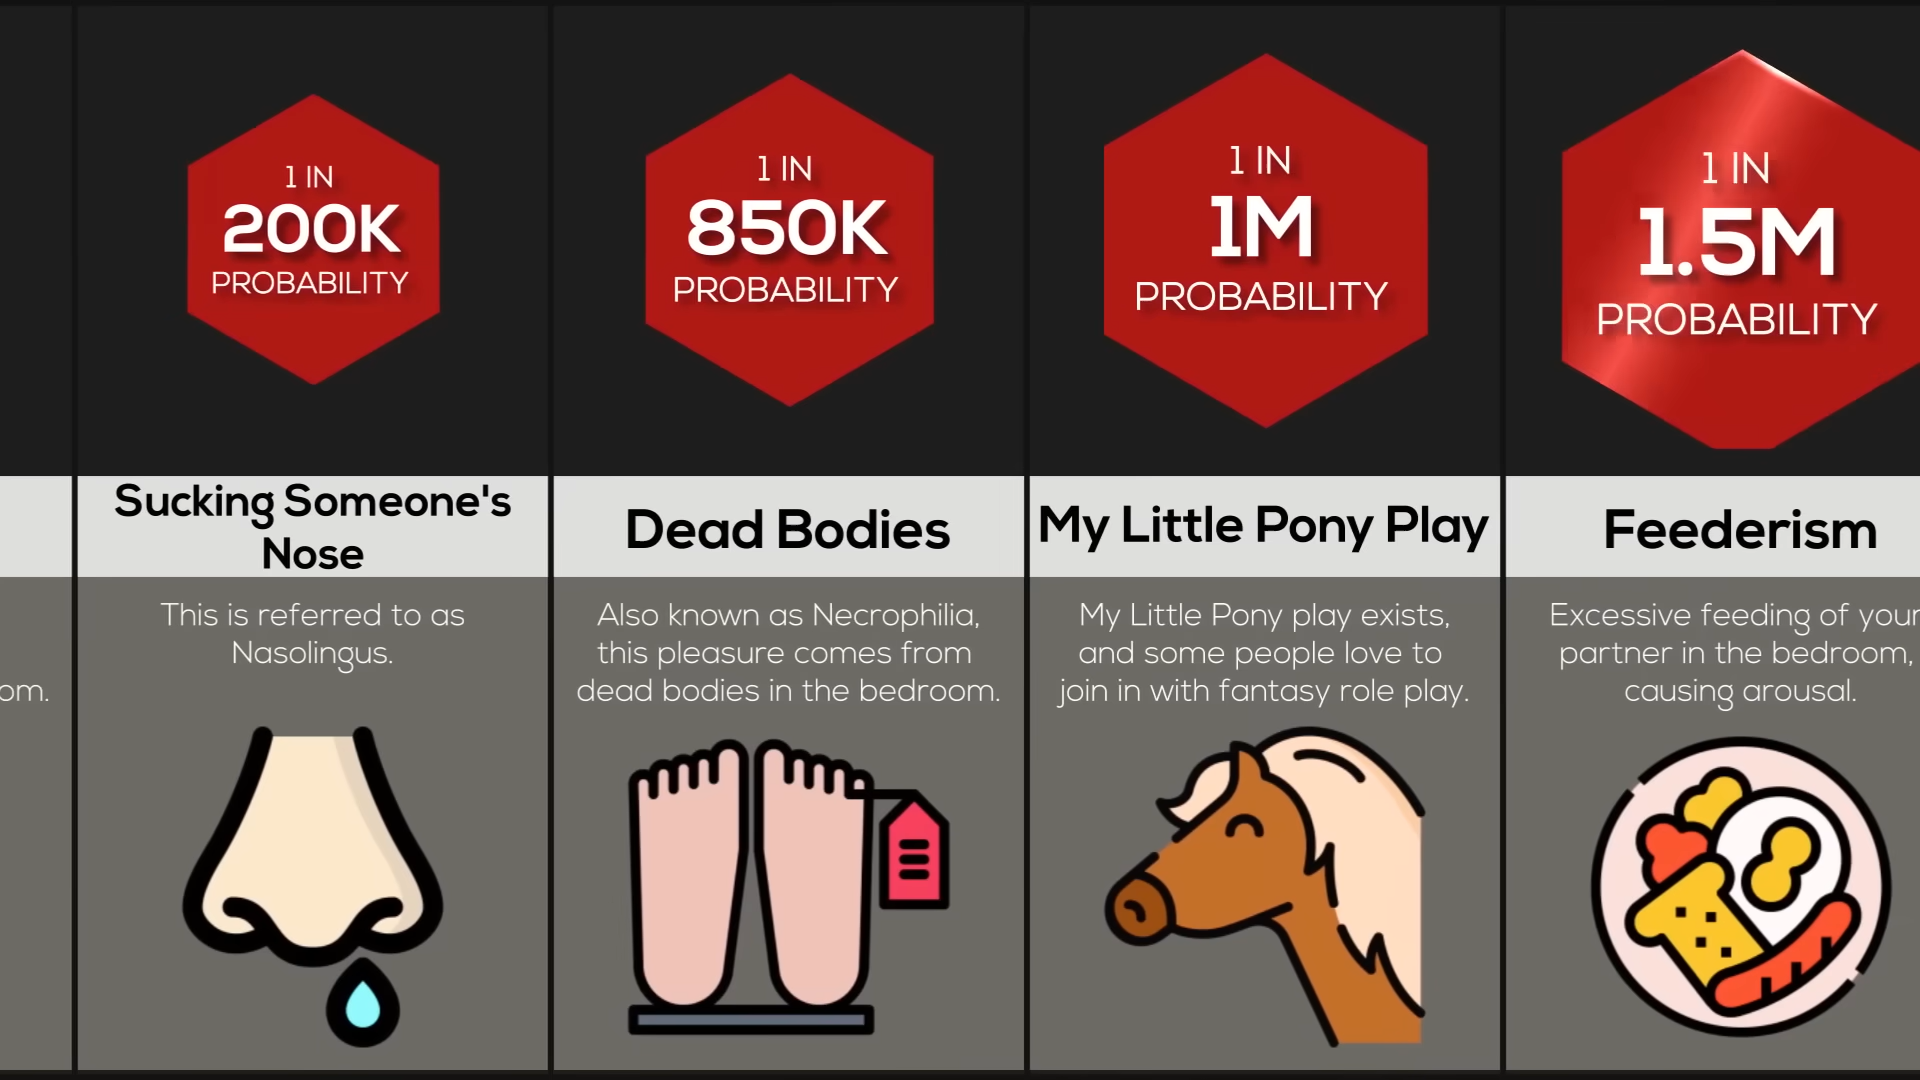 om.
1 IN
200K
PROBABILITY
Sucking Someone's
Nose
This is referred to as
Nasolingus.
1 IN
850K
PROBABILITY
Dead Bodies
Also known as Necrophilia,
this pleasure comes from
dead bodies in the bedroom.
1 IN
1M
PROBABILITY
My Little Pony Play
My Little Pony play exists,
and some people love to
join in with fantasy role play.
1 IN
1.5M
PROBABILITY
Feederism
Excessive feeding of your
partner in the bedroom,
causing arousal.